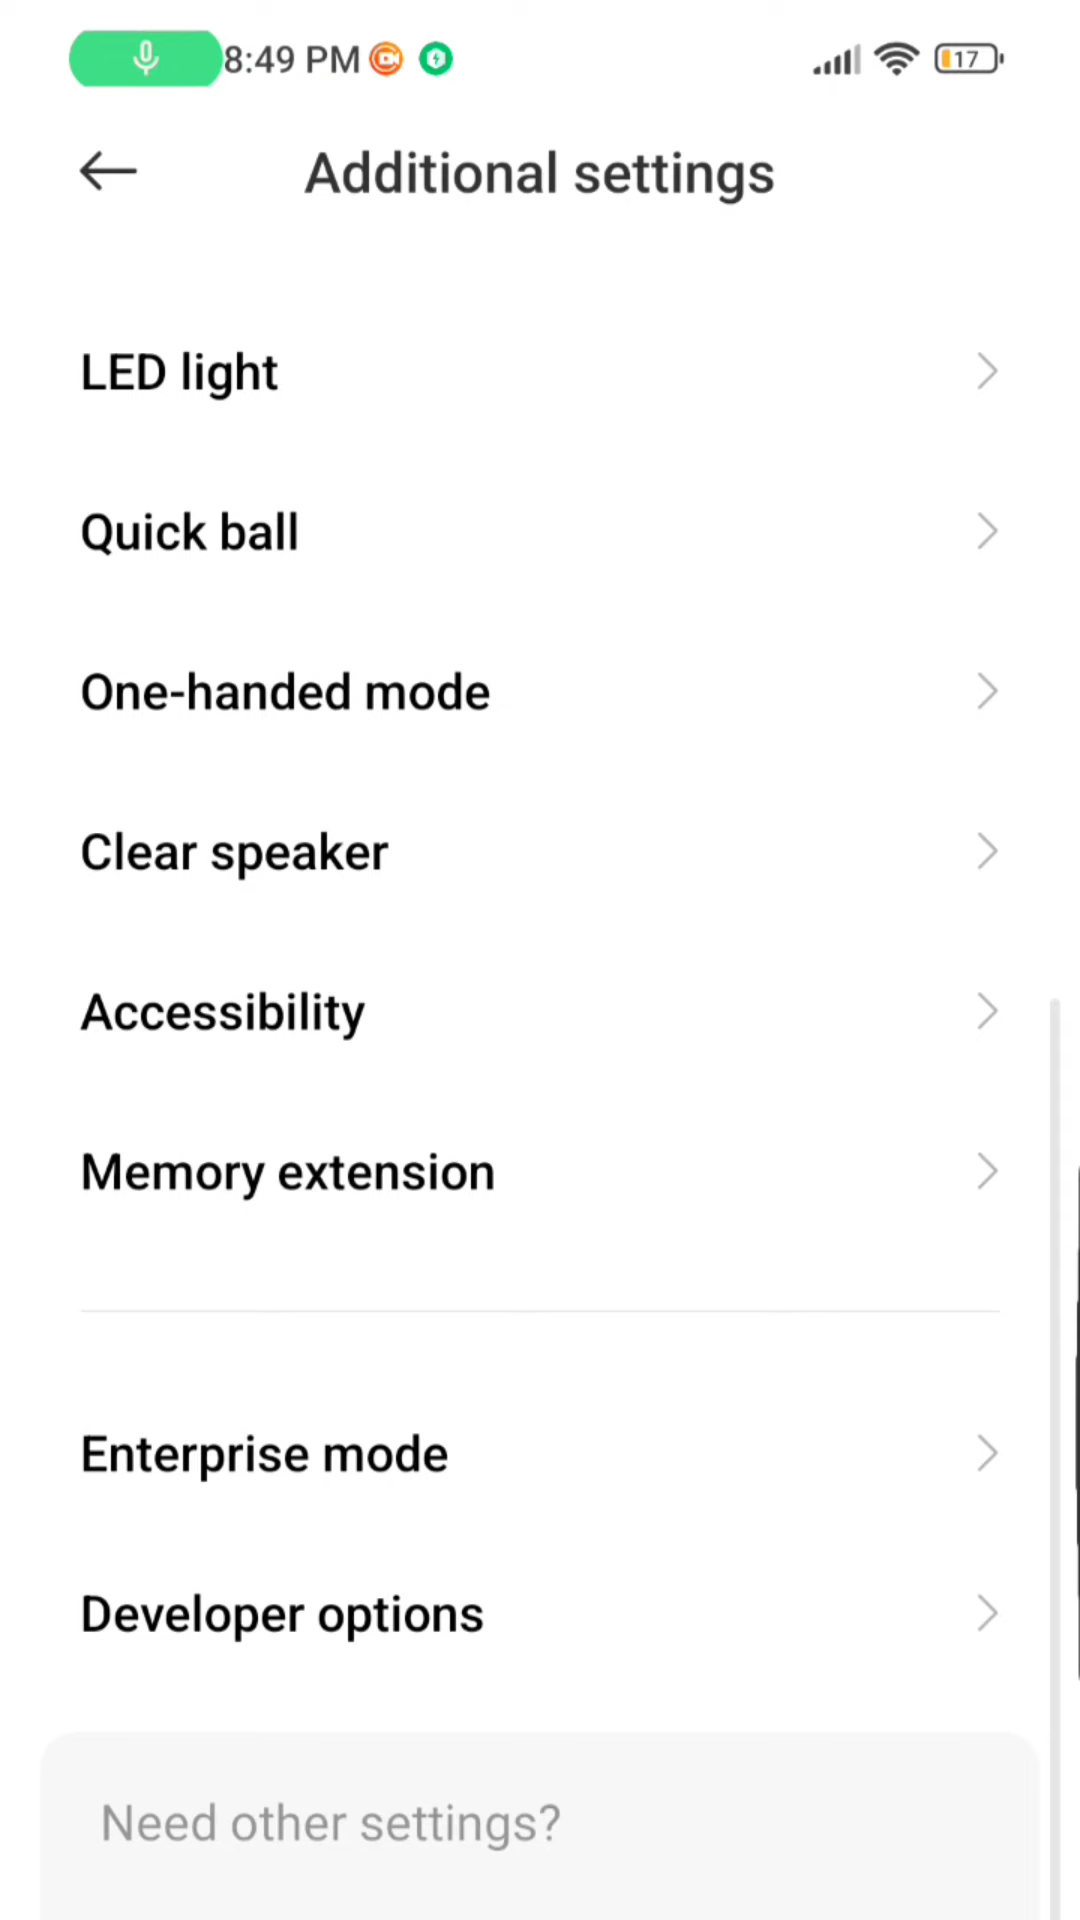 8:49 PM
17
Additional settings
LED light
Quick ball
One-handed mode
Clear speaker
Accessibility
Memory extension
Enterprise mode
Developer options
Need other settings?